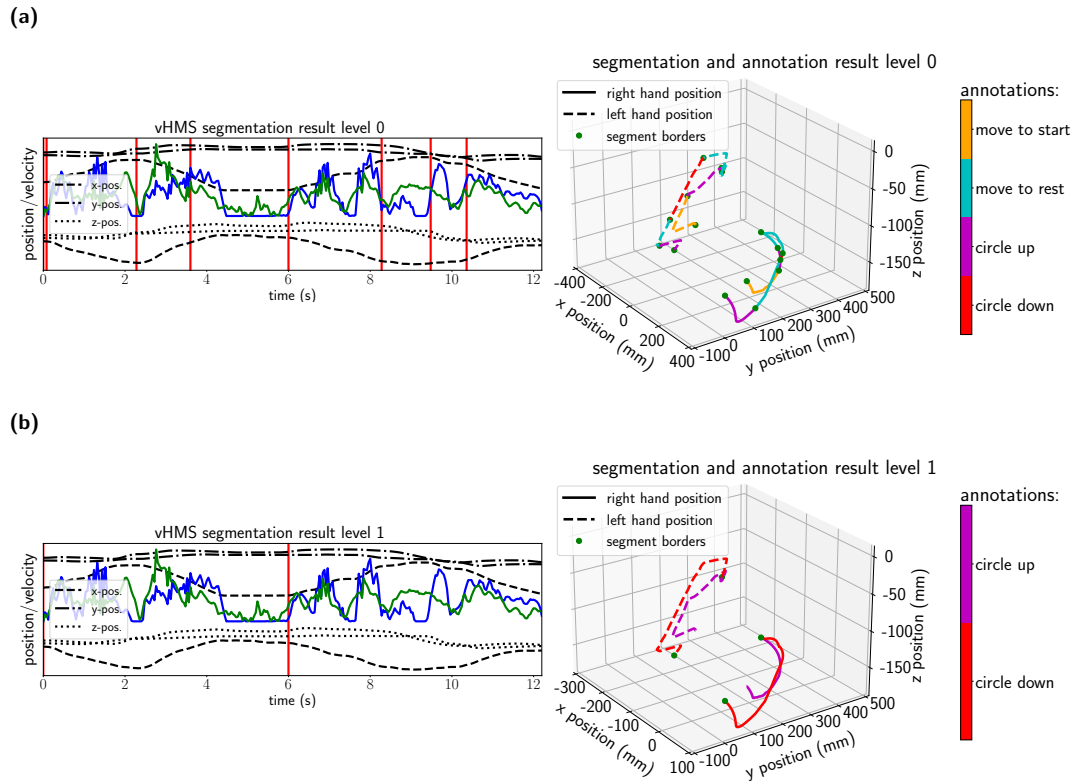 (a)
vHMS segmentation result level 0
position/velocity
x-pos.
y-pos.
z-pos.
0 2 4 6 8 10 12
time (s)
segmentation and annotation result level 0
right hand position
left hand position
segment borders
0
-50
-100
-150
z position (mm)
-400
-200
0
200
400
x position (mm)
-100
0
100
200
300
400
500
y position (mm)
annotations:
move to start
move to rest
circle up
circle down
(b)
vHMS segmentation result level 1
position/velocity
x-pos.
y-pos.
z-pos.
0 2 4 6 8 10 12
time (s)
segmentation and annotation result level 1
right hand position
left hand position
segment borders
0
-50
-100
-150
z position (mm)
-300
-200
-100
0
100
x position (mm)
-100
0
100
200
300
400
500
y position (mm)
annotations:
circle up
circle down